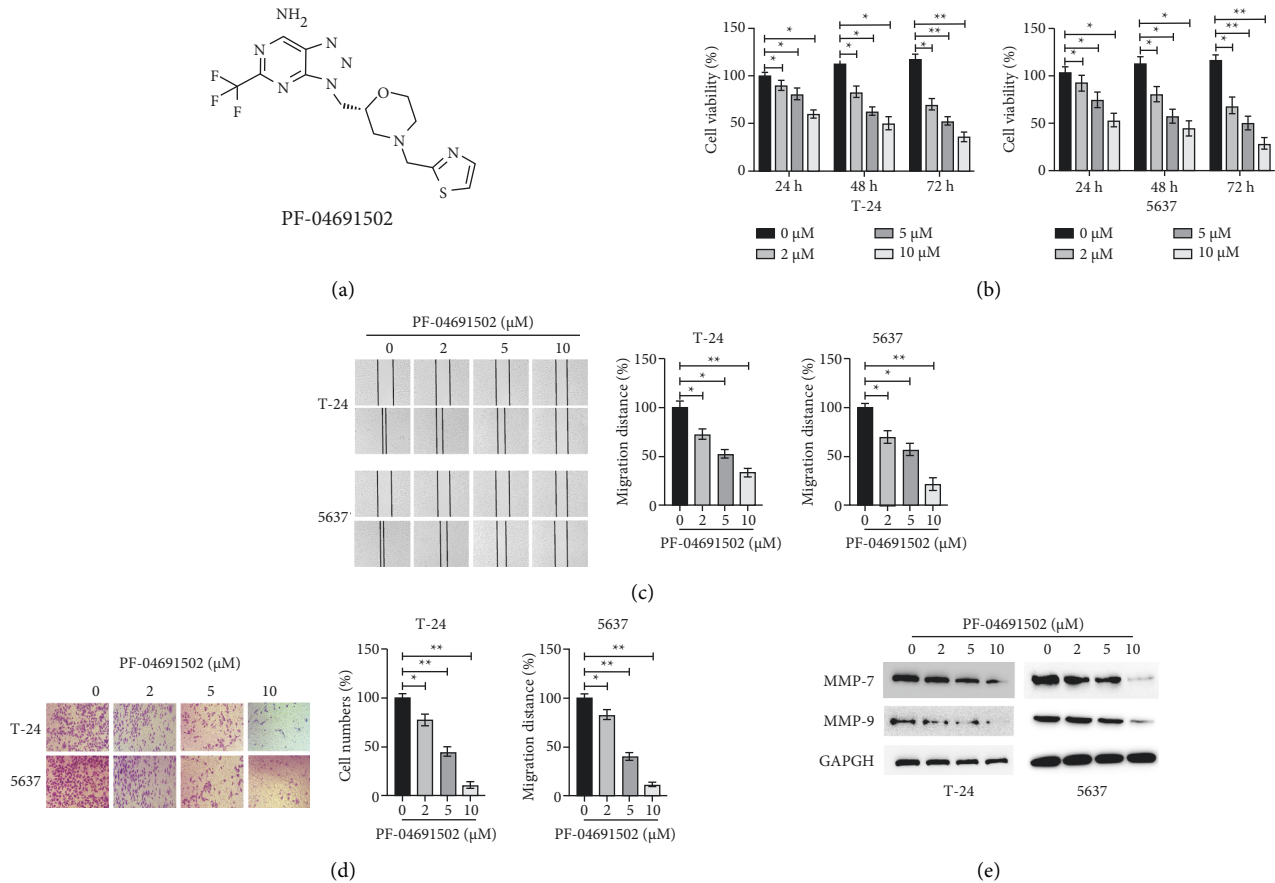 NH2
N
N
N
N
N
F
F
F
O
N
N
S
PF-04691502
(a)
Cell viability (%)
150
100
50
0
* * * * * * * ** **
24 h 48 h 72 h
T-24
0 μM 5 μM
2 μM 10 μM
Cell viability (%)
150
100
50
0
* * * * * * * ** **
24 h 48 h 72 h
5637
0 μM 5 μM
2 μM 10 μM
(b)
PF-04691502 (μM)
0 2 5 10
T-24
5637
T-24
Migration distance (%)
150
100
50
0
* * **
0 2 5 10
PF-04691502 (μM)
5637
Migration distance (%)
150
100
50
0
* * **
0 2 5 10
PF-04691502 (μM)
(c)
PF-04691502 (μM)
0 2 5 10
T-24
5637
T-24
Cell numbers (%)
150
100
50
0
* ** **
0 2 5 10
PF-04691502 (μM)
5637
Migration distance (%)
150
100
50
0
* ** **
0 2 5 10
PF-04691502 (μM)
(d)
PF-04691502 (μM)
0 2 5 10 0 2 5 10
MMP-7
MMP-9
GAPGH
T-24 5637
(e)